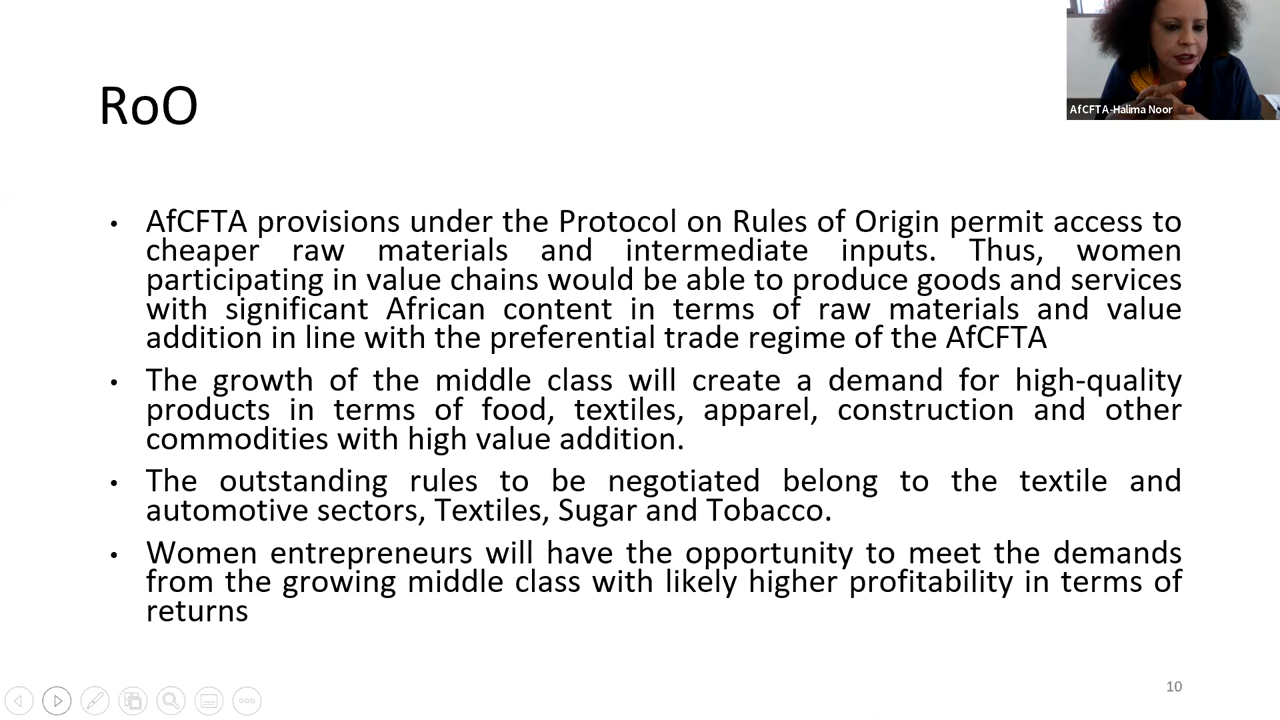 RoO
AfCFTA-Halima Noor
• AfCFTA provisions under the Protocol on Rules of Origin permit access to
cheaper raw materials and intermediate inputs. Thus, women
participating in value chains would be able to produce goods and services
with significant African content in terms of raw materials and value
addition in line with the preferential trade regime of the AfCFTA
• The growth of the middle class will create a demand for high-quality
products in terms of food, textiles, apparel, construction and other
commodities with high value addition.
• The outstanding rules to be negotiated belong to the textile and
automotive sectors, Textiles, Sugar and Tobacco.
• Women entrepreneurs will have the opportunity to meet the demands
from the growing middle class with likely higher profitability in terms of
returns
10